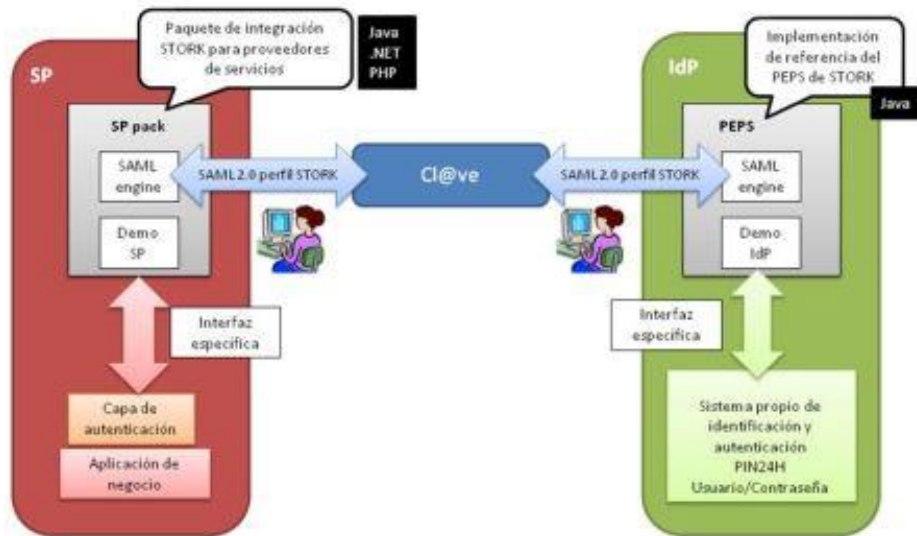 Paquete de integración
STORK para proveedores
de servicios
Java
.NET
PHP
SP
SP pack
SAML
engine
Demo
SP
SAML 2.0 perfil STORK
Cl@ve
SAML 2.0 perfil STORK
Interfaz
específica
Capa de
autenticación
Aplicación de
negocio
IdP
Implementación
de referencia del
PEPS de STORK
Java
PEPS
SAML
engine
Demo
IdP
Interfaz
específica
Sistema propio de
identificación y
autenticación
PIN24H
Usuario/Contraseña